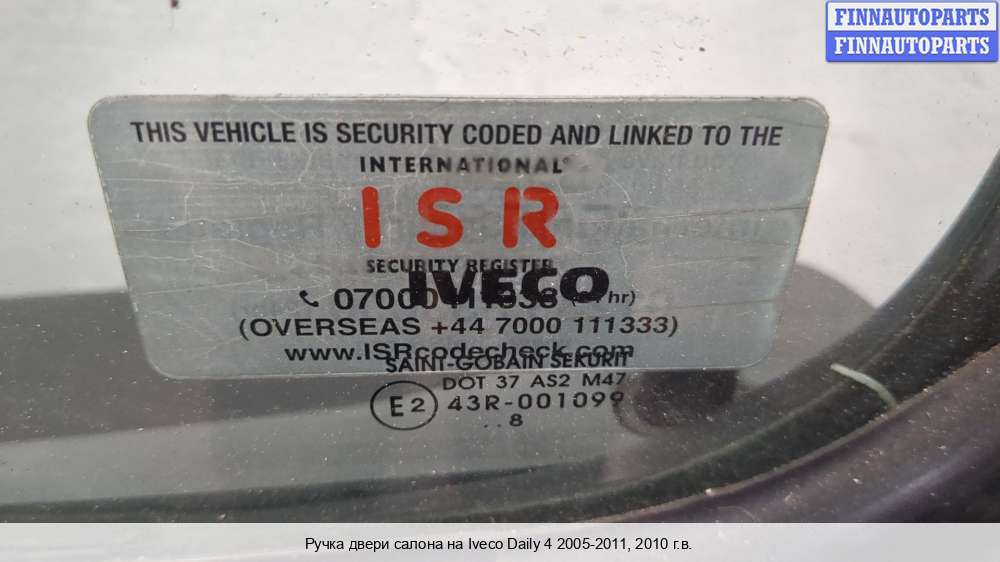 FINNAUTOPARTS
FINNAUTOPARTS
THIS VEHICLE IS SECURITY CODED AND LINKED TO THE
INTERNATIONAL
ISR
SECURITY REGISTER
IVECO
(OVERSEAS +44 7000 111333)
www.ISRcodecheck.com
SAINT-GOBAIN SEKURIT
DOT 37 AS2 M47
E2 43R-001099
..8
Ручка двери салона на Iveco Daily 4 2005-2011, 2010 г.в.